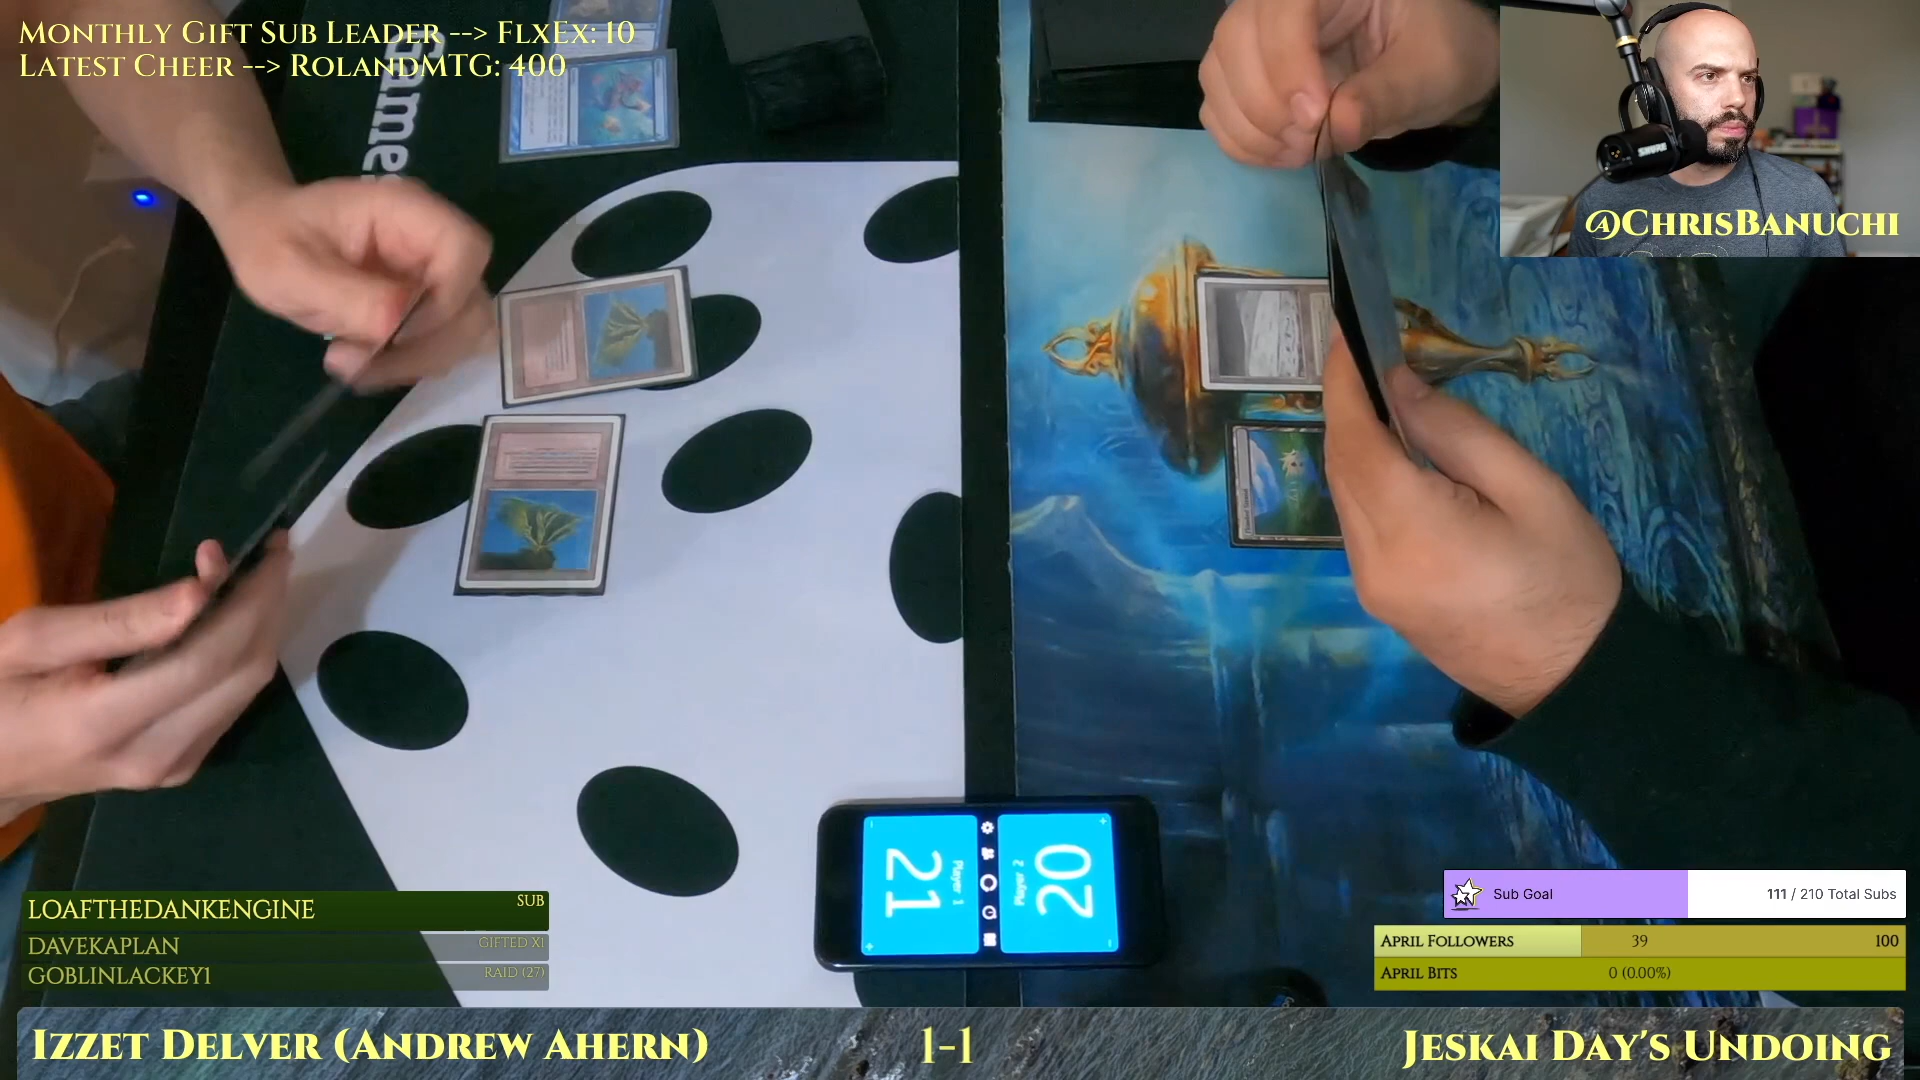 Monthly Gift Sub Leader --> FlxEx: 10
Latest Cheer --> RolandMTG: 400
Game
SHURE
@ChrisBanuchi
Player 1
21
Player 2
20
LOAFTHEDANKENGINE SUB
DAVEKAPLAN GIFTED X1
GOBLINLACKEY1 RAID (27)
Sub Goal 111 / 210 Total Subs
April Followers 39 100
April Bits 0 (0.00%)
Izzet Delver (Andrew Ahern) 1-1 Jeskai Day's Undoing